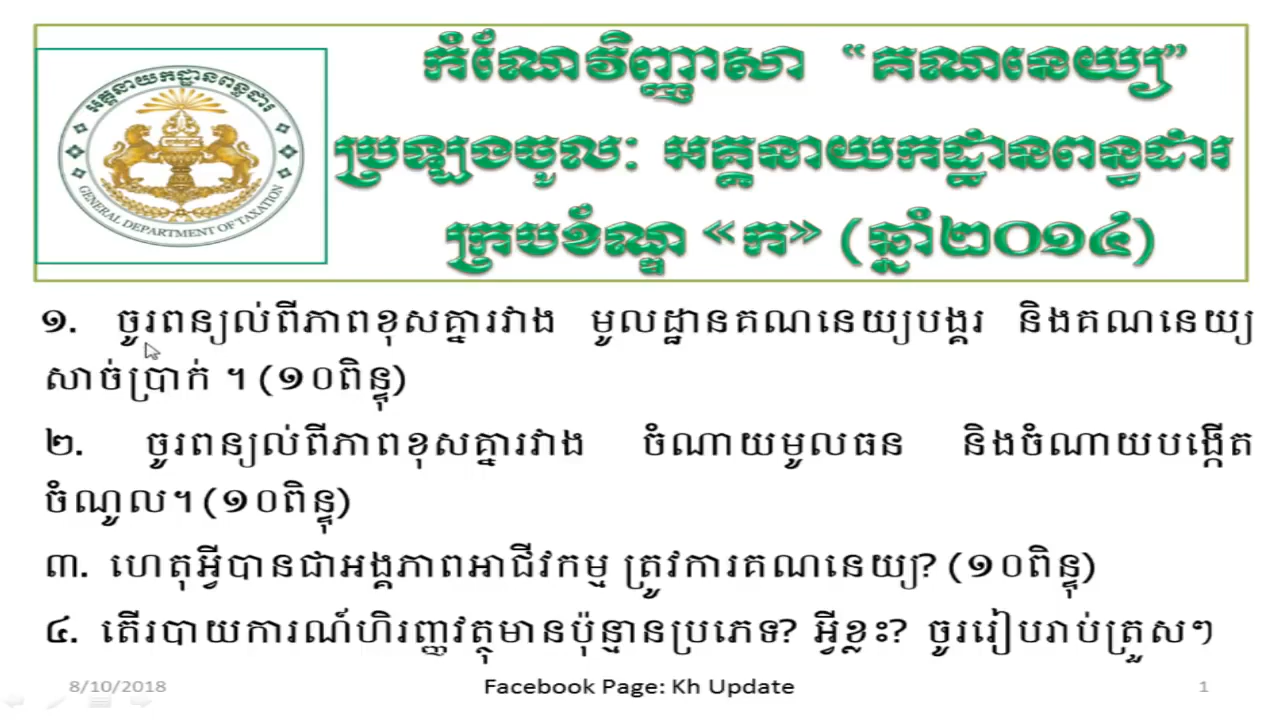 កំណែវិញ្ញាសា “គណនេយ្យ”
ប្រឡងចូលៈ អគ្គនាយកដ្ឋានពន្ធដារ
ក្របខ័ណ្ឌ «ក» (ឆ្នាំ២០១៤)
អគ្គនាយកដ្ឋានពន្ធដារ
GENERAL DEPARTMENT OF TAXATION
១. ចូរពន្យល់ពីភាពខុសគ្នារវាង មូលដ្ឋានគណនេយ្យបង្គរ និងគណនេយ្យ
សាច់ប្រាក់ ។ (១០ពិន្ទុ)
២. ចូរពន្យល់ពីភាពខុសគ្នារវាង ចំណាយមូលធន និងចំណាយបង្កើត
ចំណូល។ (១០ពិន្ទុ)
៣. ហេតុអ្វីបានជាអង្គភាពអាជីវកម្ម ត្រូវការគណនេយ្យ? (១០ពិន្ទុ)
៤. តើរបាយការណ៍ហិរញ្ញវត្ថុមានប៉ុន្មានប្រភេទ? អ្វីខ្លះ? ចូររៀបរាប់ត្រួសៗ
8/10/2018
Facebook Page: Kh Update
1